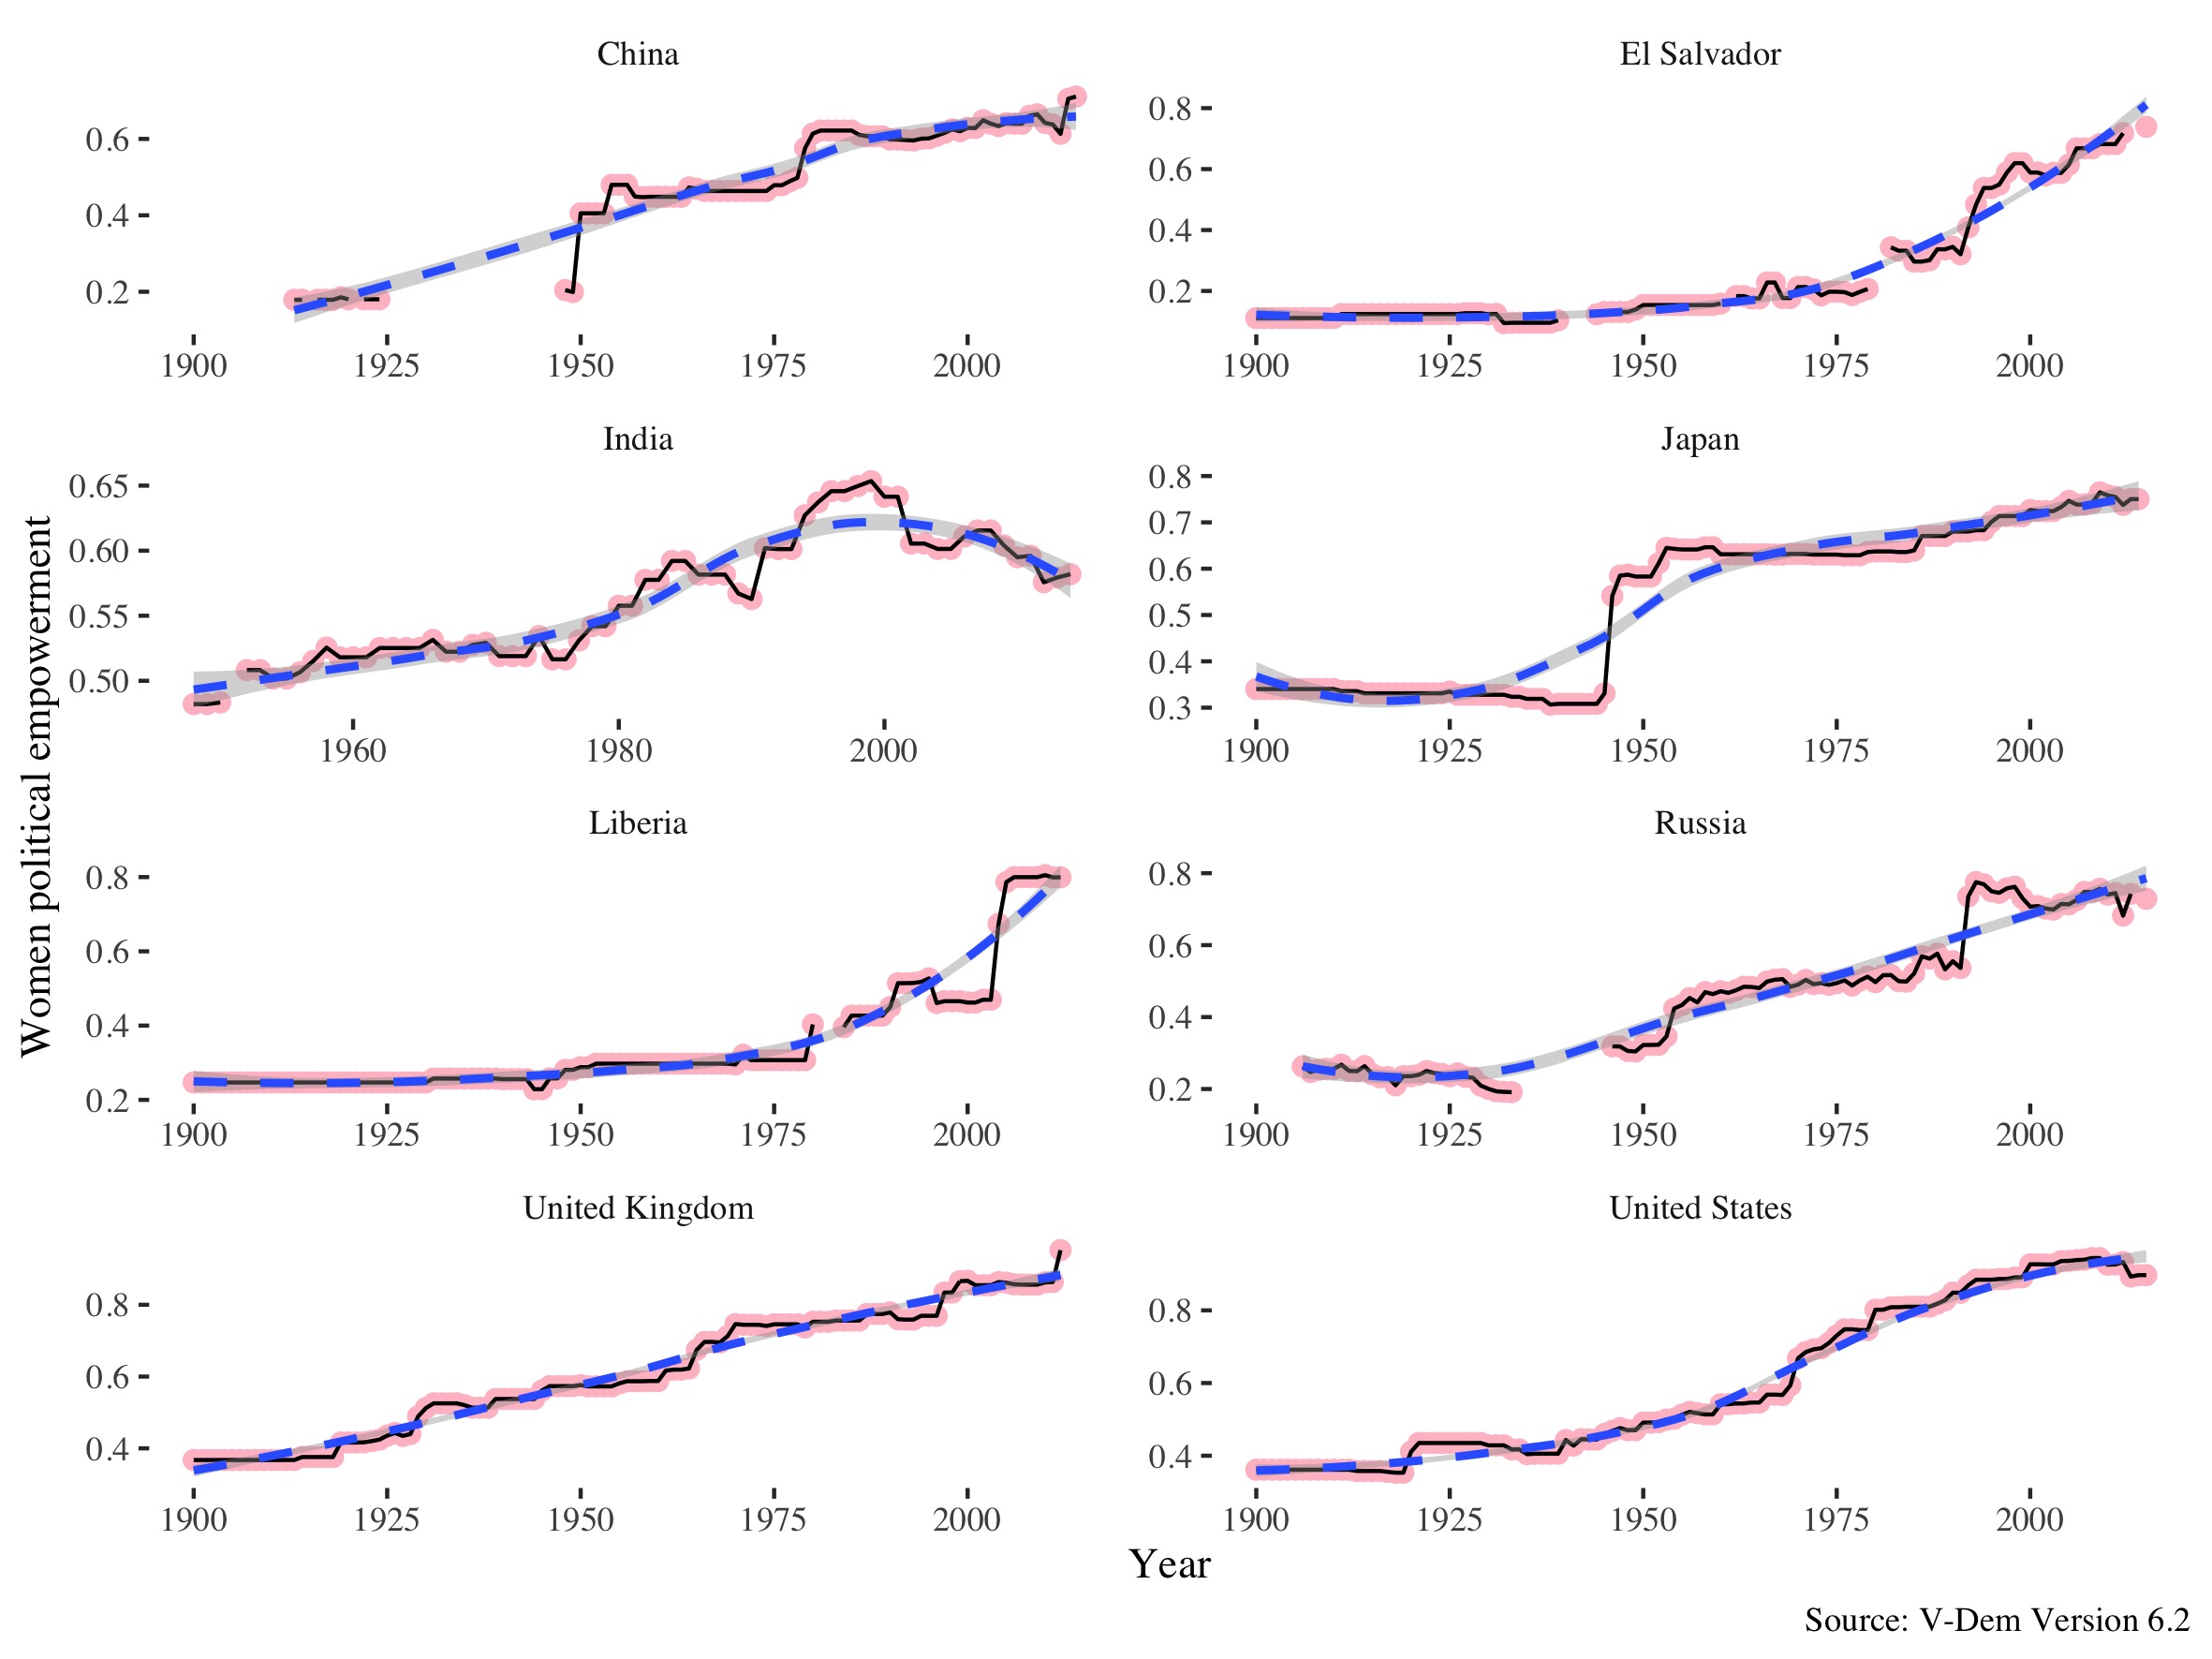 China
0.6
0.4
0.2
1900 1925 1950 1975 2000
El Salvador
0.8
0.6
0.4
0.2
1900 1925 1950 1975 2000
India
0.65
0.60
0.55
0.50
1960 1980 2000
Japan
0.8
0.7
0.6
0.5
0.4
0.3
1900 1925 1950 1975 2000
Liberia
0.8
0.6
0.4
0.2
1900 1925 1950 1975 2000
Russia
0.8
0.6
0.4
0.2
1900 1925 1950 1975 2000
United Kingdom
0.8
0.6
0.4
1900 1925 1950 1975 2000
United States
0.8
0.6
0.4
1900 1925 1950 1975 2000
Women political empowerment
Year
Source: V-Dem Version 6.2